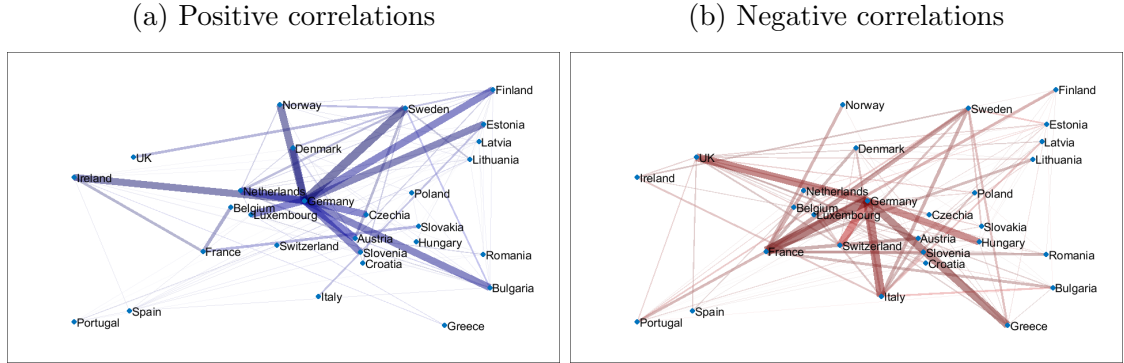 (a) Positive correlations
(b) Negative correlations
Finland
Norway
Sweden
Estonia
Latvia
Denmark
UK
Lithuania
Ireland
Netherlands
Poland
Germany
Belgium
Luxembourg
Czechia
Slovakia
Austria
Hungary
Switzerland
France
Slovenia
Romania
Croatia
Bulgaria
Italy
Spain
Portugal
Greece
Finland
Norway
Sweden
Estonia
Latvia
Denmark
UK
Lithuania
Ireland
Netherlands
Poland
Germany
Belgium
Luxembourg
Czechia
Slovakia
Austria
Hungary
Switzerland
France
Slovenia
Romania
Croatia
Bulgaria
Italy
Spain
Portugal
Greece